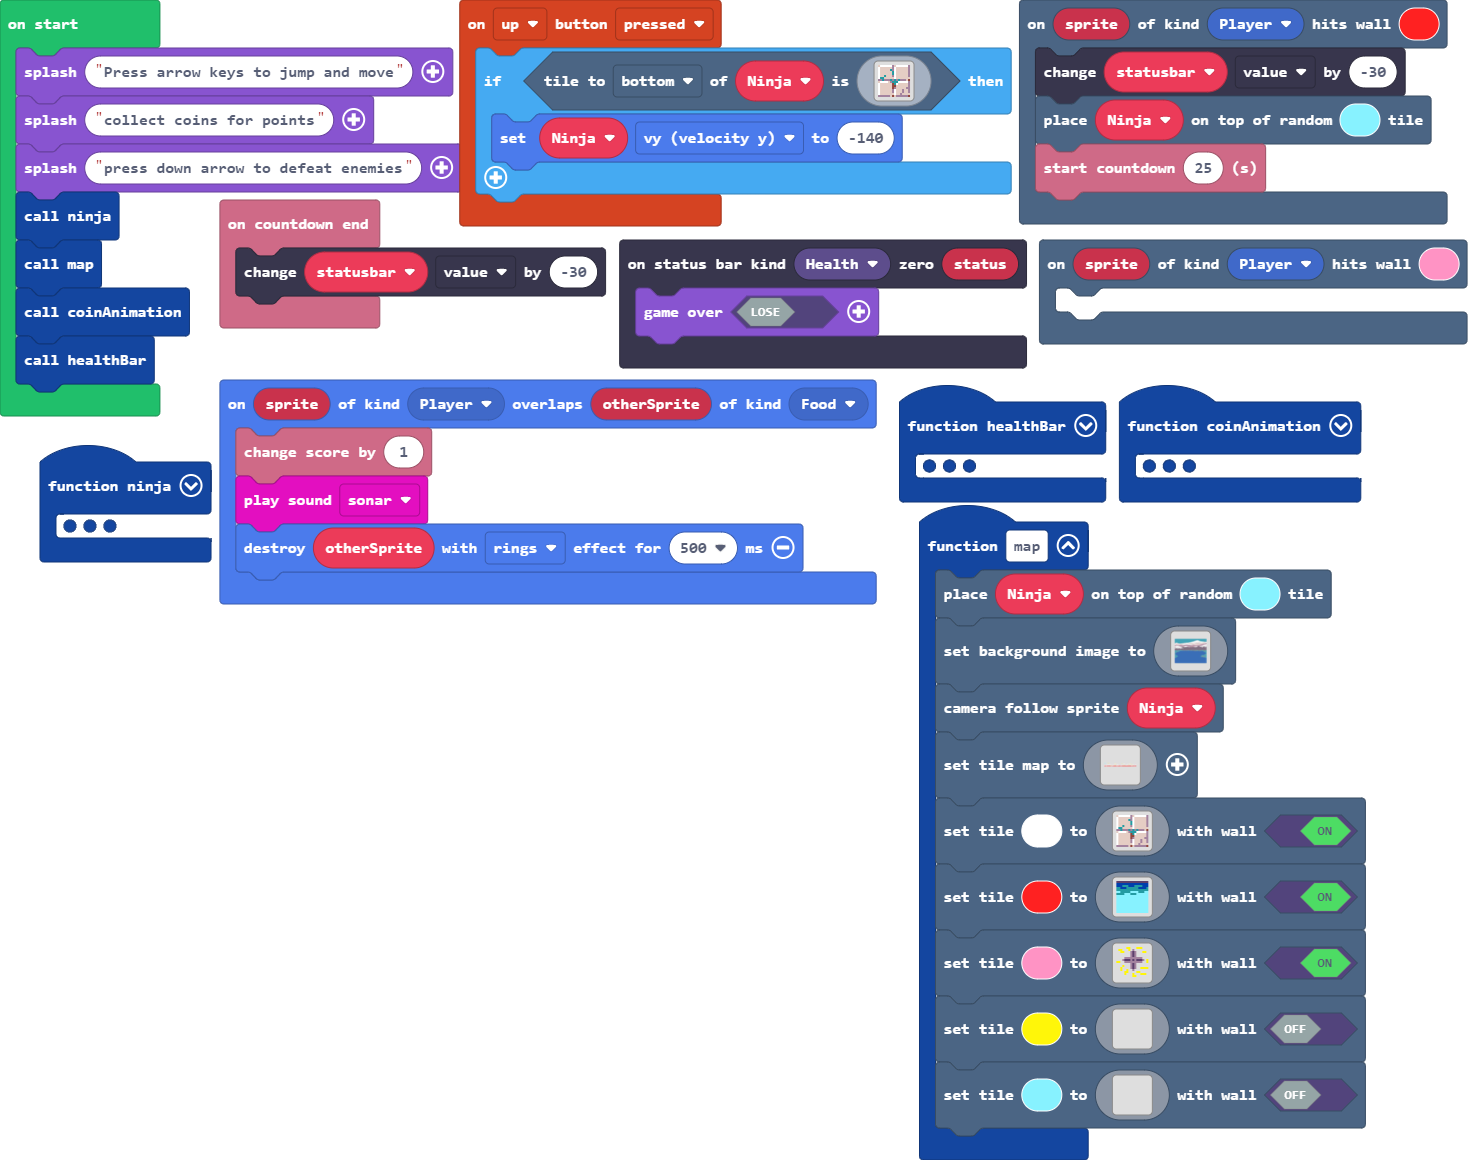 on start
splash "Press arrow keys to jump and move"
splash "collect coins for points"
splash "press down arrow to defeat enemies"
call ninja
call map
call coinAnimation
call healthBar
on up button pressed
if tile to bottom of Ninja is then
set Ninja vy (velocity y) to -140
on sprite of kind Player hits wall
change statusbar value by -30
place Ninja on top of random tile
start countdown 25 (s)
on countdown end
change statusbar value by -30
on status bar kind Health zero status
game over LOSE
on sprite of kind Player hits wall
on sprite of kind Player overlaps otherSprite of kind Food
change score by 1
play sound sonar
destroy otherSprite with rings effect for 500 ms
function healthBar
function coinAnimation
function ninja
function map
place Ninja on top of random tile
set background image to
camera follow sprite Ninja
set tile map to
set tile to with wall ON
set tile to with wall ON
set tile to with wall ON
set tile to with wall OFF
set tile to with wall OFF